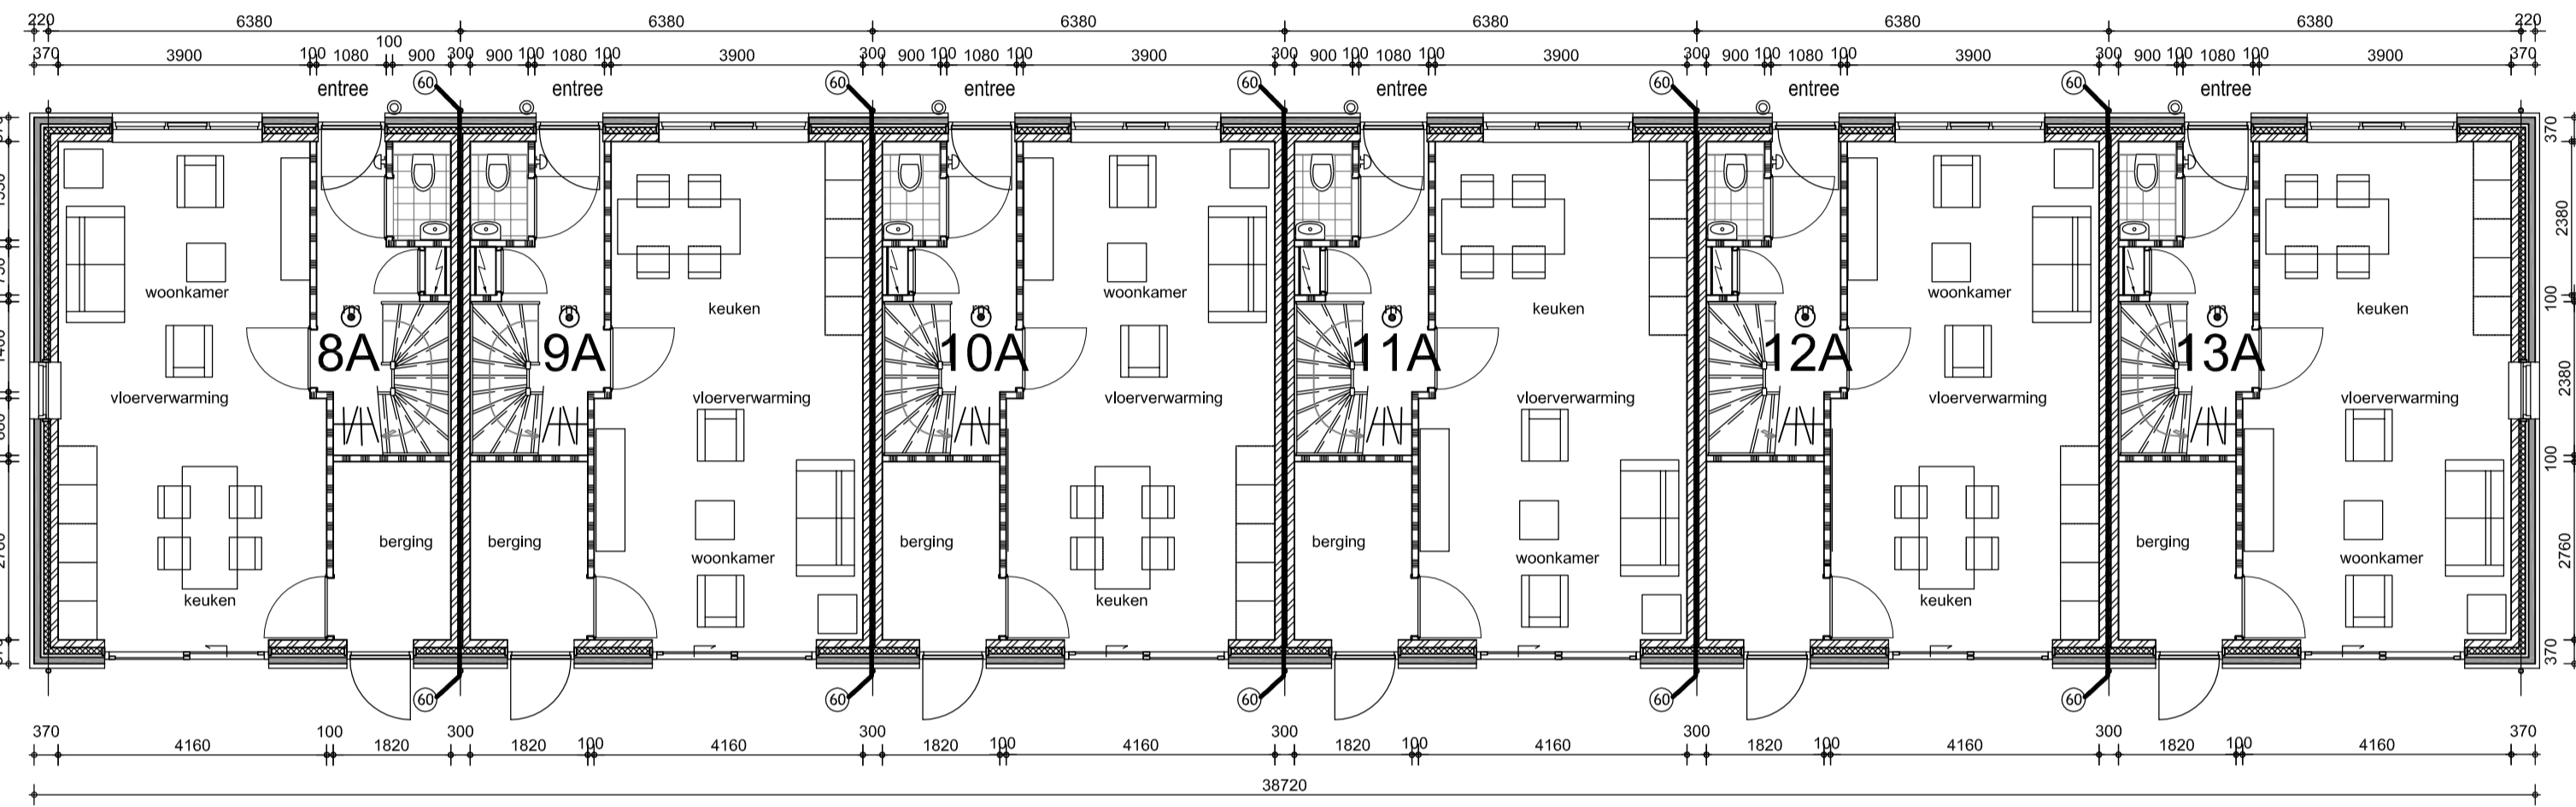 220 6380 6380 6380 6380 6380 6380 220
370 3900 100 1080 100 900 300 900 100 1080 100 3900 300 900 100 1080 100 3900 300 900 100 1080 100 3900 300 900 100 1080 100 3900 300 900 100 1080 100 3900 370
entree 60 entree 60 entree 60 entree 60 entree 60 entree
370
2380
100
2380
100
2760
370
woonkamer keuken woonkamer keuken woonkamer keuken
rm rm rm rm rm rm
8A 9A 10A 11A 12A 13A
vloerverwarming vloerverwarming vloerverwarming vloerverwarming vloerverwarming vloerverwarming
berging berging berging berging berging
woonkamer woonkamer woonkamer
keuken keuken keuken
60 60 60 60 60
370 4160 100 1820 300 1820 100 4160 300 1820 100 4160 300 1820 100 4160 300 1820 100 4160 300 1820 100 4160 370
38720